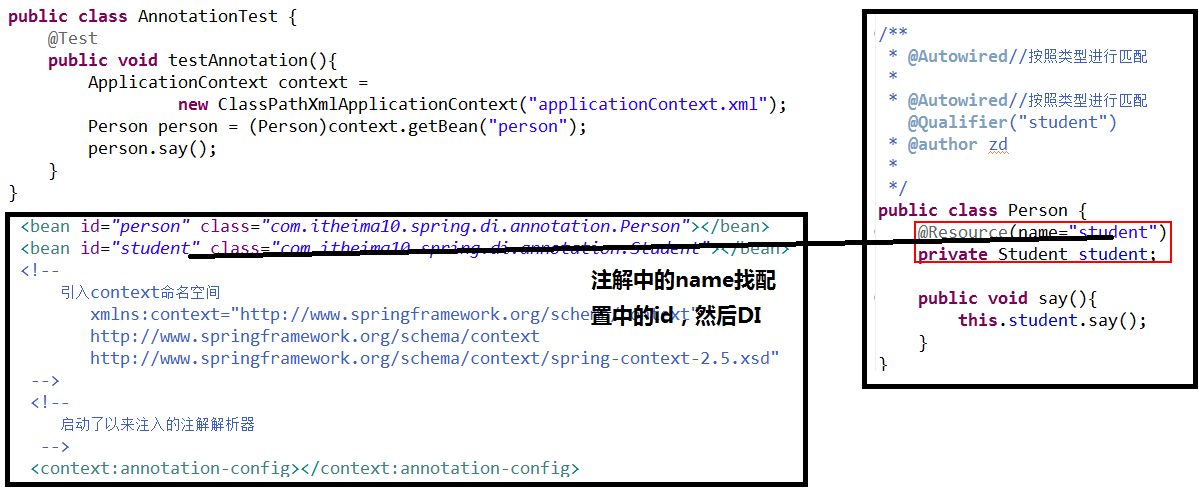 public class AnnotationTest {
@Test
public void testAnnotation(){
ApplicationContext context =
new ClassPathXmlApplicationContext("applicationContext.xml");
Person person = (Person)context.getBean("person");
person.say();
}
}
<bean id="person" class="com.itheima10.spring.di.annotation.Person"></bean>
<bean id="student" class="com.itheima10.spring.di.annotation.Student"></bean>
<!--
引入context命名空间
xmlns:context="http://www.springframework.org/schema/context"
http://www.springframework.org/schema/context
http://www.springframework.org/schema/context/spring-context-2.5.xsd"
-->
<!--
启动了以来注入的注解解析器
-->
<context:annotation-config></context:annotation-config>
注解中的name找配
置中的id，然后DI
/**
* @Autowired//按照类型进行匹配
*
* @Autowired//按照类型进行匹配
@Qualifier("student")
* @author zd
*
*/
public class Person {
@Resource(name="student")
private Student student;
public void say(){
this.student.say();
}
}